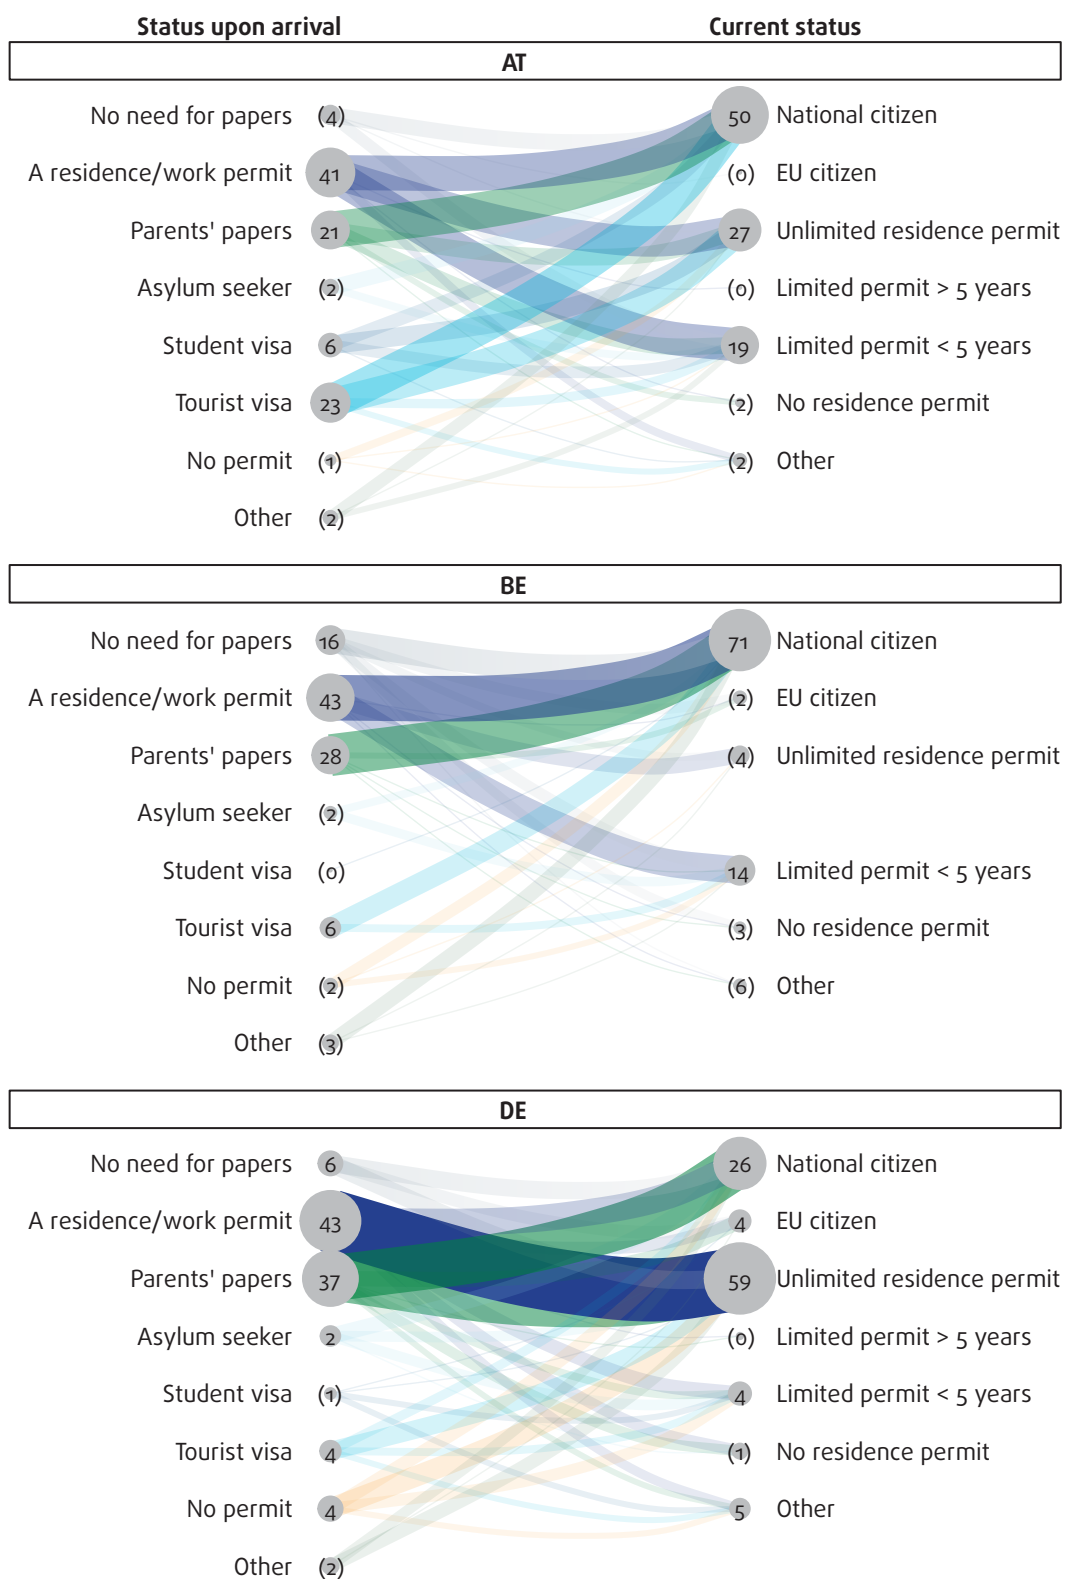 Status upon arrival Current status
AT
No need for papers (4) 50 National citizen
A residence/work permit 41 (0) EU citizen
Parents' papers 21 27 Unlimited residence permit
Asylum seeker (2) (0) Limited permit > 5 years
Student visa 6 19 Limited permit < 5 years
Tourist visa 23 (2) No residence permit
No permit (1) (2) Other
Other (2)
BE
No need for papers 16 71 National citizen
A residence/work permit 43 (2) EU citizen
Parents' papers 28 (4) Unlimited residence permit
Asylum seeker (2)
Student visa (0) 14 Limited permit < 5 years
Tourist visa 6 (3) No residence permit
No permit (2) (6) Other
Other (3)
DE
No need for papers 6 26 National citizen
A residence/work permit 43 4 EU citizen
Parents' papers 37 59 Unlimited residence permit
Asylum seeker 2 (0) Limited permit > 5 years
Student visa (1) 4 Limited permit < 5 years
Tourist visa 4 (1) No residence permit
No permit 4 5 Other
Other (2)